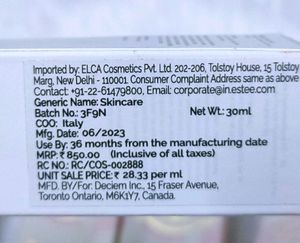 Imported by: ELCA Cosmetics Pvt. Ltd. 202-206, Tolstoy House, 15 Tolstoy
Marg, New Delhi - 110001. Consumer Complaint Address same as above
Contact: +91-22-61479800, Email: corporate@in.estee.com
Generic Name: Skincare
Batch No.: 3F9N Net Wt.: 30ml
COO: Italy
Mfg. Date: 06/2023
Use By: 36 months from the manufacturing date
MRP: ₹ 850.00 (Inclusive of all taxes)
RC NO.: RC/COS-002888
UNIT SALE PRICE: ₹ 28.33 per ml
MFD. BY/For: Deciem Inc., 15 Fraser Avenue,
Toronto Ontario, M6K1Y7, Canada.